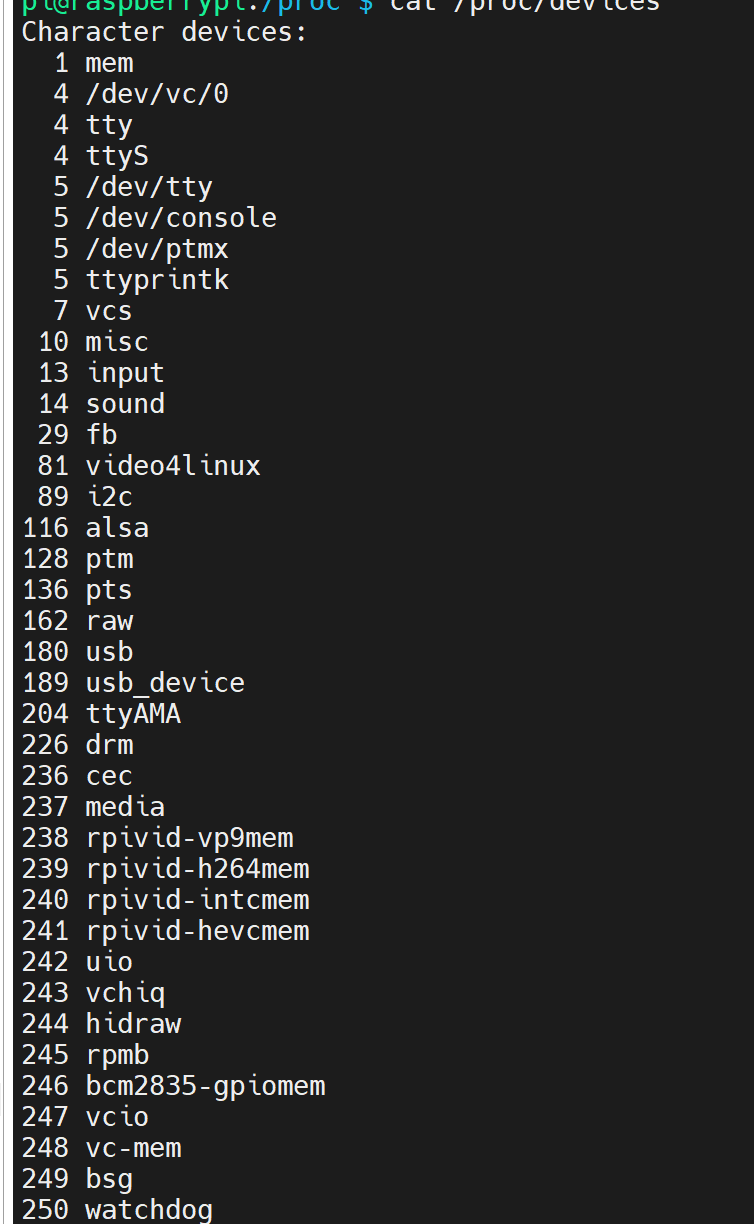 pi@raspberrypi:/proc $ cat /proc/devices
Character devices:
  1 mem
  4 /dev/vc/0
  4 tty
  4 ttyS
  5 /dev/tty
  5 /dev/console
  5 /dev/ptmx
  5 ttyprintk
  7 vcs
 10 misc
 13 input
 14 sound
 29 fb
 81 video4linux
 89 i2c
116 alsa
128 ptm
136 pts
162 raw
180 usb
189 usb_device
204 ttyAMA
226 drm
236 cec
237 media
238 rpivid-vp9mem
239 rpivid-h264mem
240 rpivid-intcmem
241 rpivid-hevcmem
242 uio
243 vchiq
244 hidraw
245 rpmb
246 bcm2835-gpiomem
247 vcio
248 vc-mem
249 bsg
250 watchdog